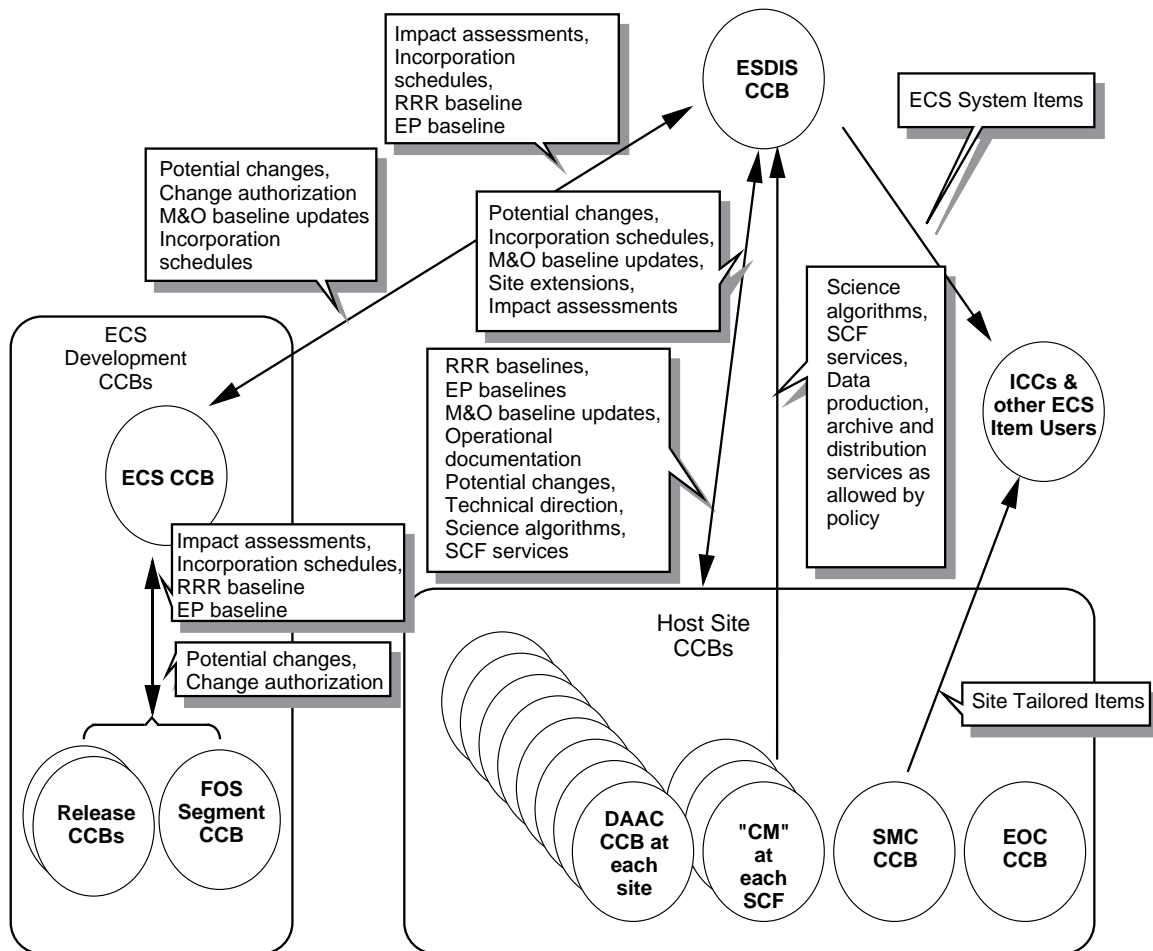 Impact assessments,
Incorporation
schedules,
RRR baseline
EP baseline
ESDIS
CCB
ECS System Items
Potential changes,
Change authorization
M&O baseline updates
Incorporation
schedules
Potential changes,
Incorporation schedules,
M&O baseline updates,
Site extensions,
Impact assessments
Science
algorithms,
SCF
services,
Data
production,
archive and
distribution
services as
allowed by
policy
ECS
Development
CCBs
RRR baselines,
EP baselines
M&O baseline updates,
Operational
documentation
Potential changes,
Technical direction,
Science algorithms,
SCF services
ICCs &
other ECS
Item Users
ECS CCB
Impact assessments,
Incorporation schedules,
RRR baseline
EP baseline
Host Site
CCBs
Potential changes,
Change authorization
Site Tailored Items
Release
CCBs
FOS
Segment
CCB
DAAC
CCB at
each
site
"CM"
at
each
SCF
SMC
CCB
EOC
CCB